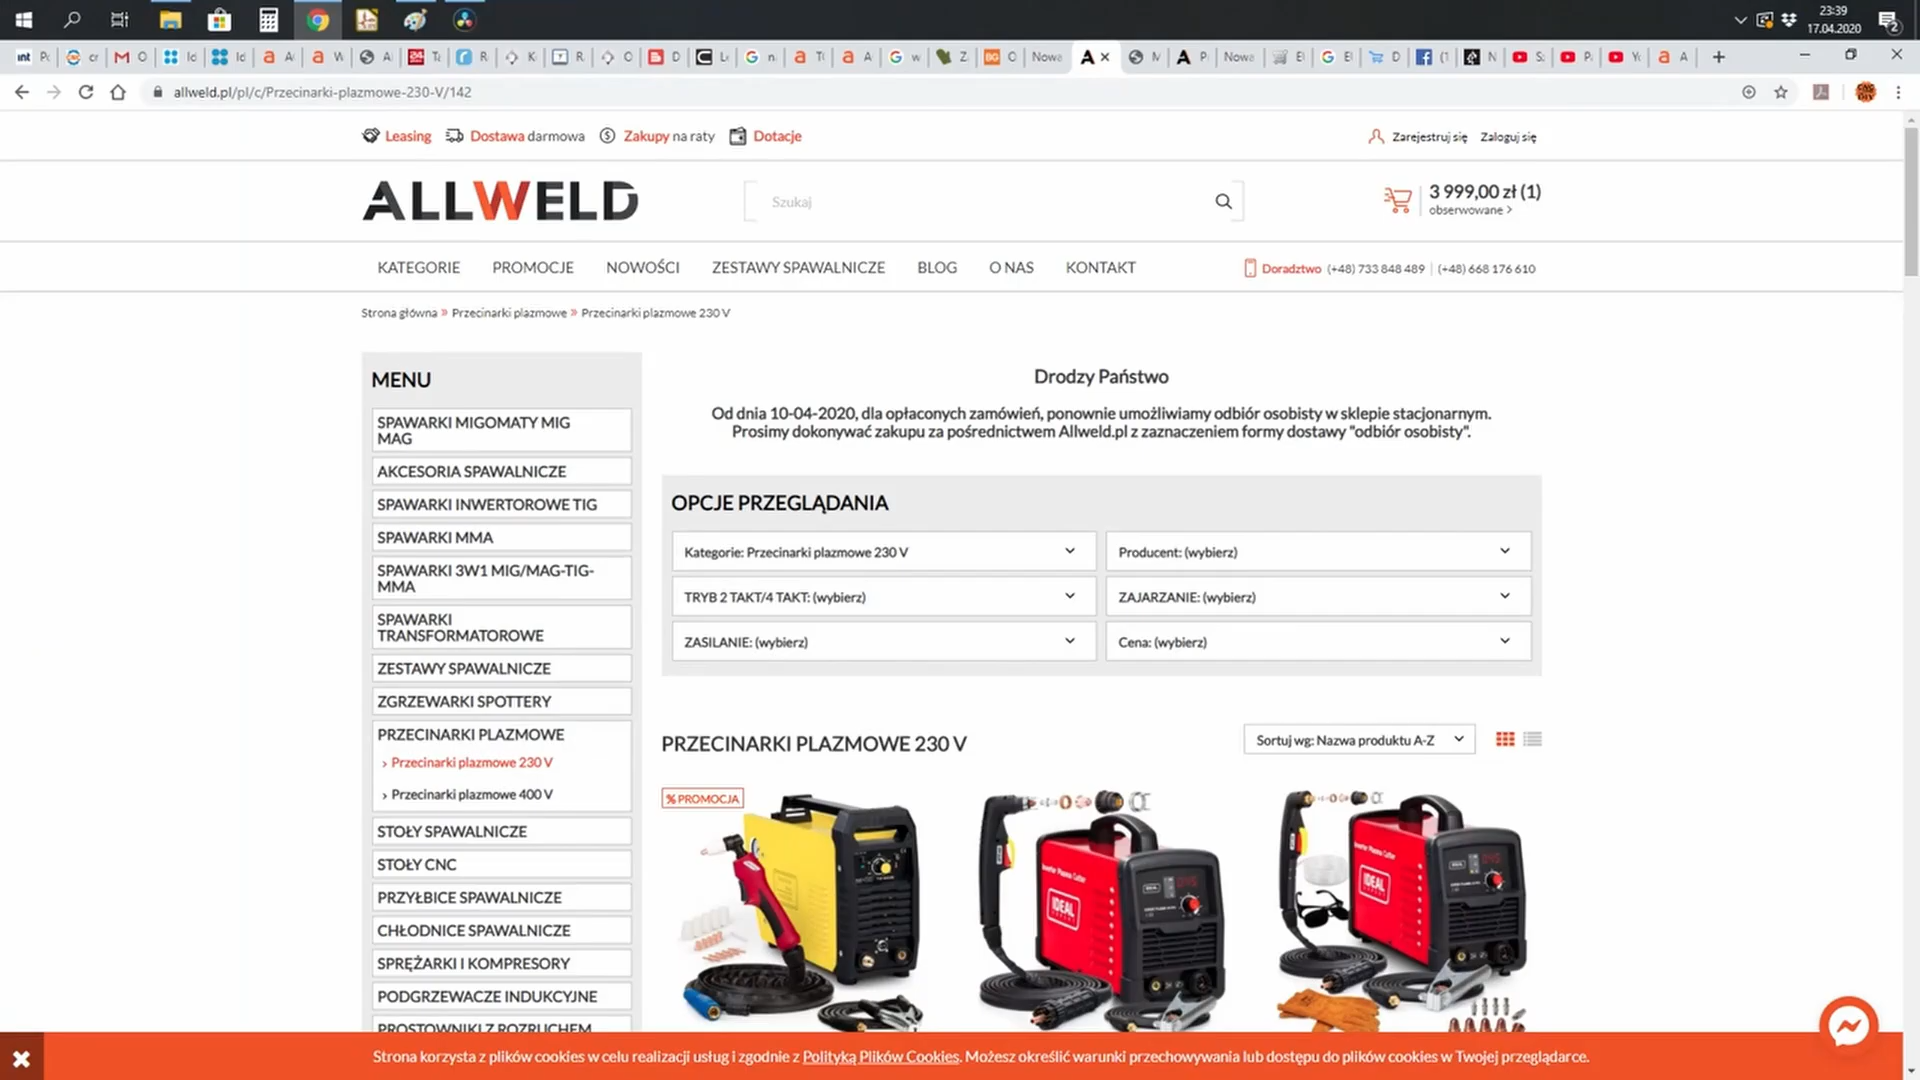 23:39
17.04.2020
2
allweld.pl/pl/c/Przecinarki-plazmowe-230-V/142
Leasing Dostawa darmowa Zakupy na raty Dotacje
Zarejestruj się Zaloguj się
ALLWELD
Szukaj
3 999,00 zł (1)
obserwowane >
KATEGORIE PROMOCJE NOWOŚCI ZESTAWY SPAWALNICZE BLOG O NAS KONTAKT
Doradztwo (+48) 733 848 489 | (+48) 668 176 610
Strona główna » Przecinarki plazmowe » Przecinarki plazmowe 230 V
MENU
SPAWARKI MIGOMATY MIG
MAG
AKCESORIA SPAWALNICZE
SPAWARKI INWERTOROWE TIG
SPAWARKI MMA
SPAWARKI 3W1 MIG/MAG-TIG-
MMA
SPAWARKI
TRANSFORMATOROWE
ZESTAWY SPAWALNICZE
ZGRZEWARKI SPOTTERY
PRZECINARKI PLAZMOWE
› Przecinarki plazmowe 230 V
› Przecinarki plazmowe 400 V
STOŁY SPAWALNICZE
STOŁY CNC
PRZYŁBICE SPAWALNICZE
CHŁODNICE SPAWALNICZE
SPRĘŻARKI I KOMPRESORY
PODGRZEWACZE INDUKCYJNE
PROSTOWNIKI Z ROZRUCHEM
Drodzy Państwo
Od dnia 10-04-2020, dla opłaconych zamówień, ponownie umożliwiamy odbiór osobisty w sklepie stacjonarnym.
Prosimy dokonywać zakupu za pośrednictwem Allweld.pl z zaznaczeniem formy dostawy "odbiór osobisty".
OPCJE PRZEGLĄDANIA
Kategorie: Przecinarki plazmowe 230 V
Producent: (wybierz)
TRYB 2 TAKT/4 TAKT: (wybierz)
ZAJARZANIE: (wybierz)
ZASILANIE: (wybierz)
Cena: (wybierz)
PRZECINARKI PLAZMOWE 230 V
Sortuj wg: Nazwa produktu A-Z
% PROMOCJA
Inverter Plasma Cutter
IDEAL
IDEAL
Strona korzysta z plików cookies w celu realizacji usług i zgodnie z Polityką Plików Cookies. Możesz określić warunki przechowywania lub dostępu do plików cookies w Twojej przeglądarce.